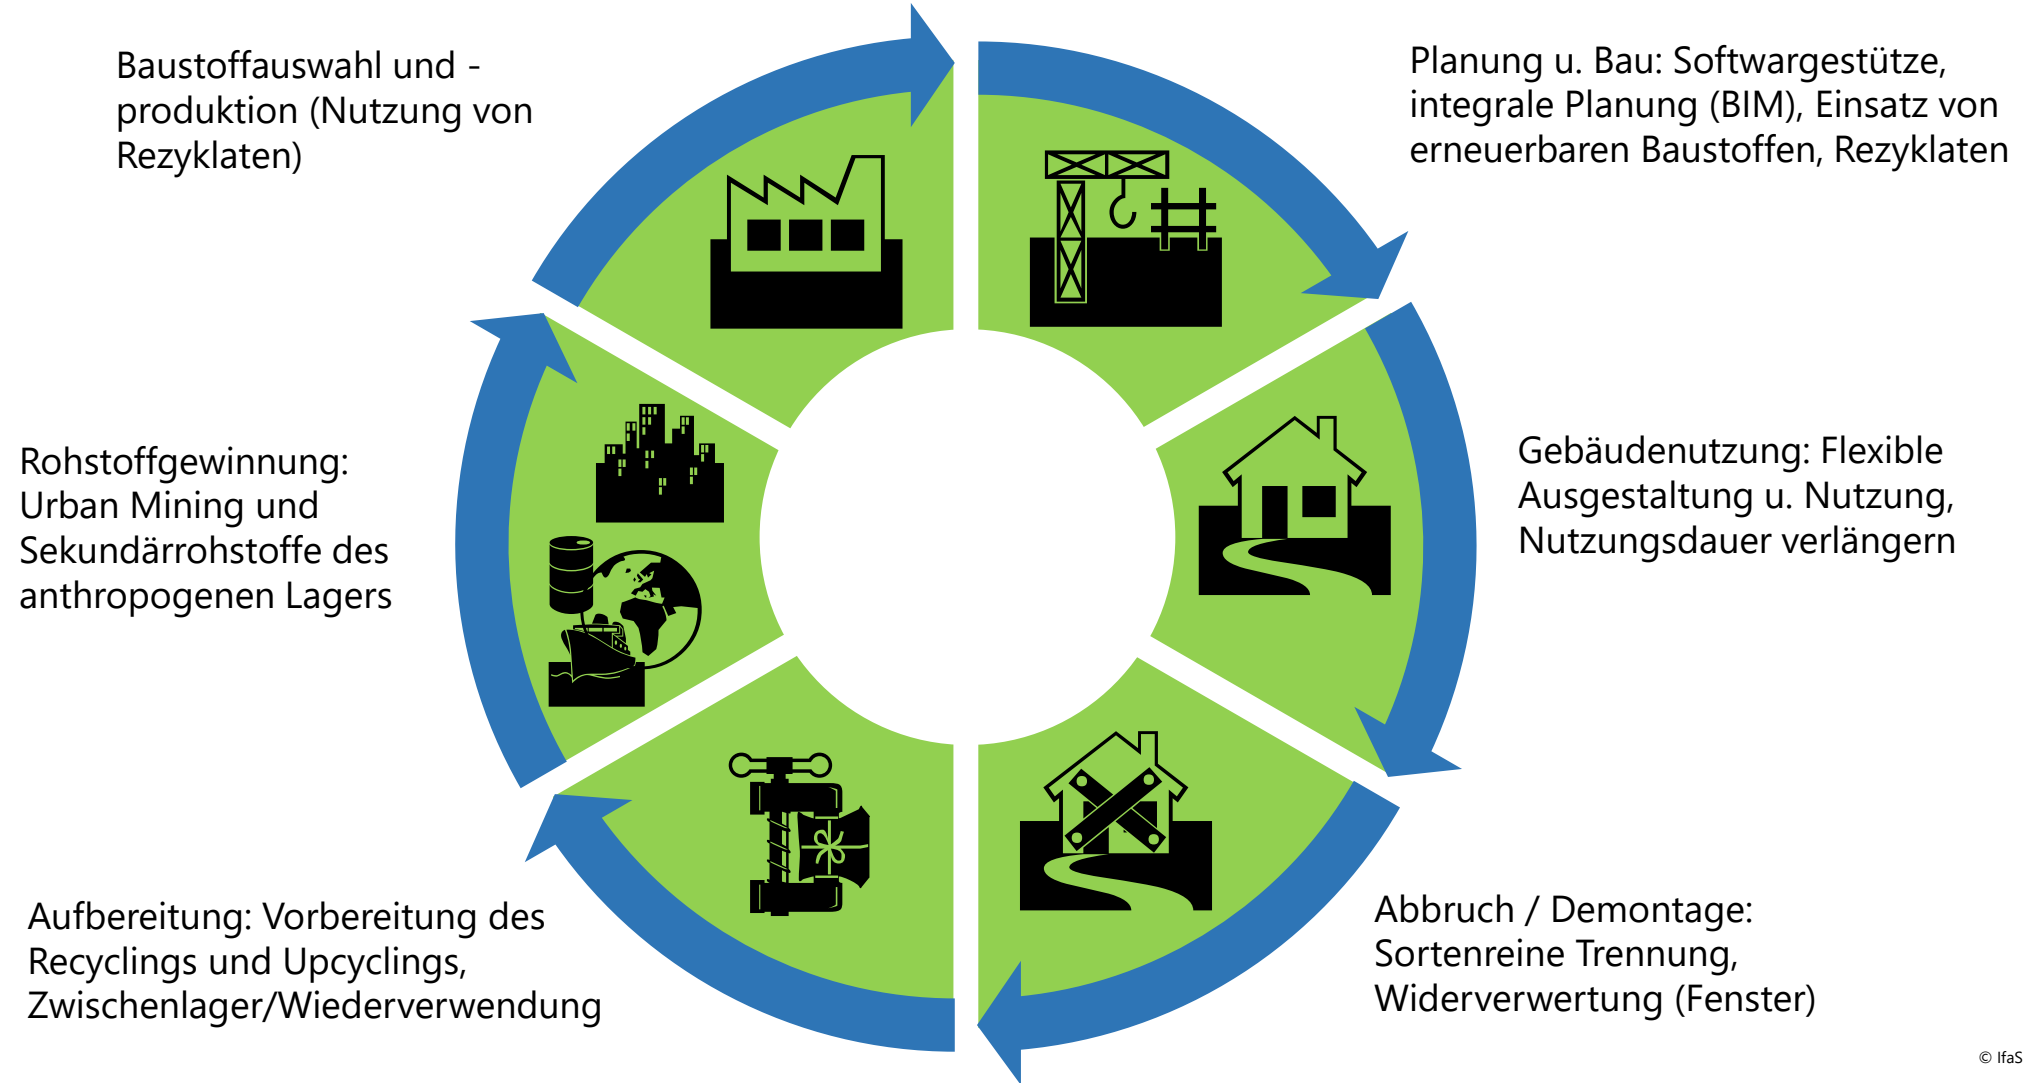 Baustoffauswahl und -
produktion (Nutzung von
Rezyklaten)
Planung u. Bau: Softwargestütze,
integrale Planung (BIM), Einsatz von
erneuerbaren Baustoffen, Rezyklaten
Rohstoffgewinnung:
Urban Mining und
Sekundärrohstoffe des
anthropogenen Lagers
Gebäudenutzung: Flexible
Ausgestaltung u. Nutzung,
Nutzungsdauer verlängern
Aufbereitung: Vorbereitung des
Recyclings und Upcyclings,
Zwischenlager/Wiederverwendung
Abbruch / Demontage:
Sortenreine Trennung,
Widerverwertung (Fenster)
© IfaS